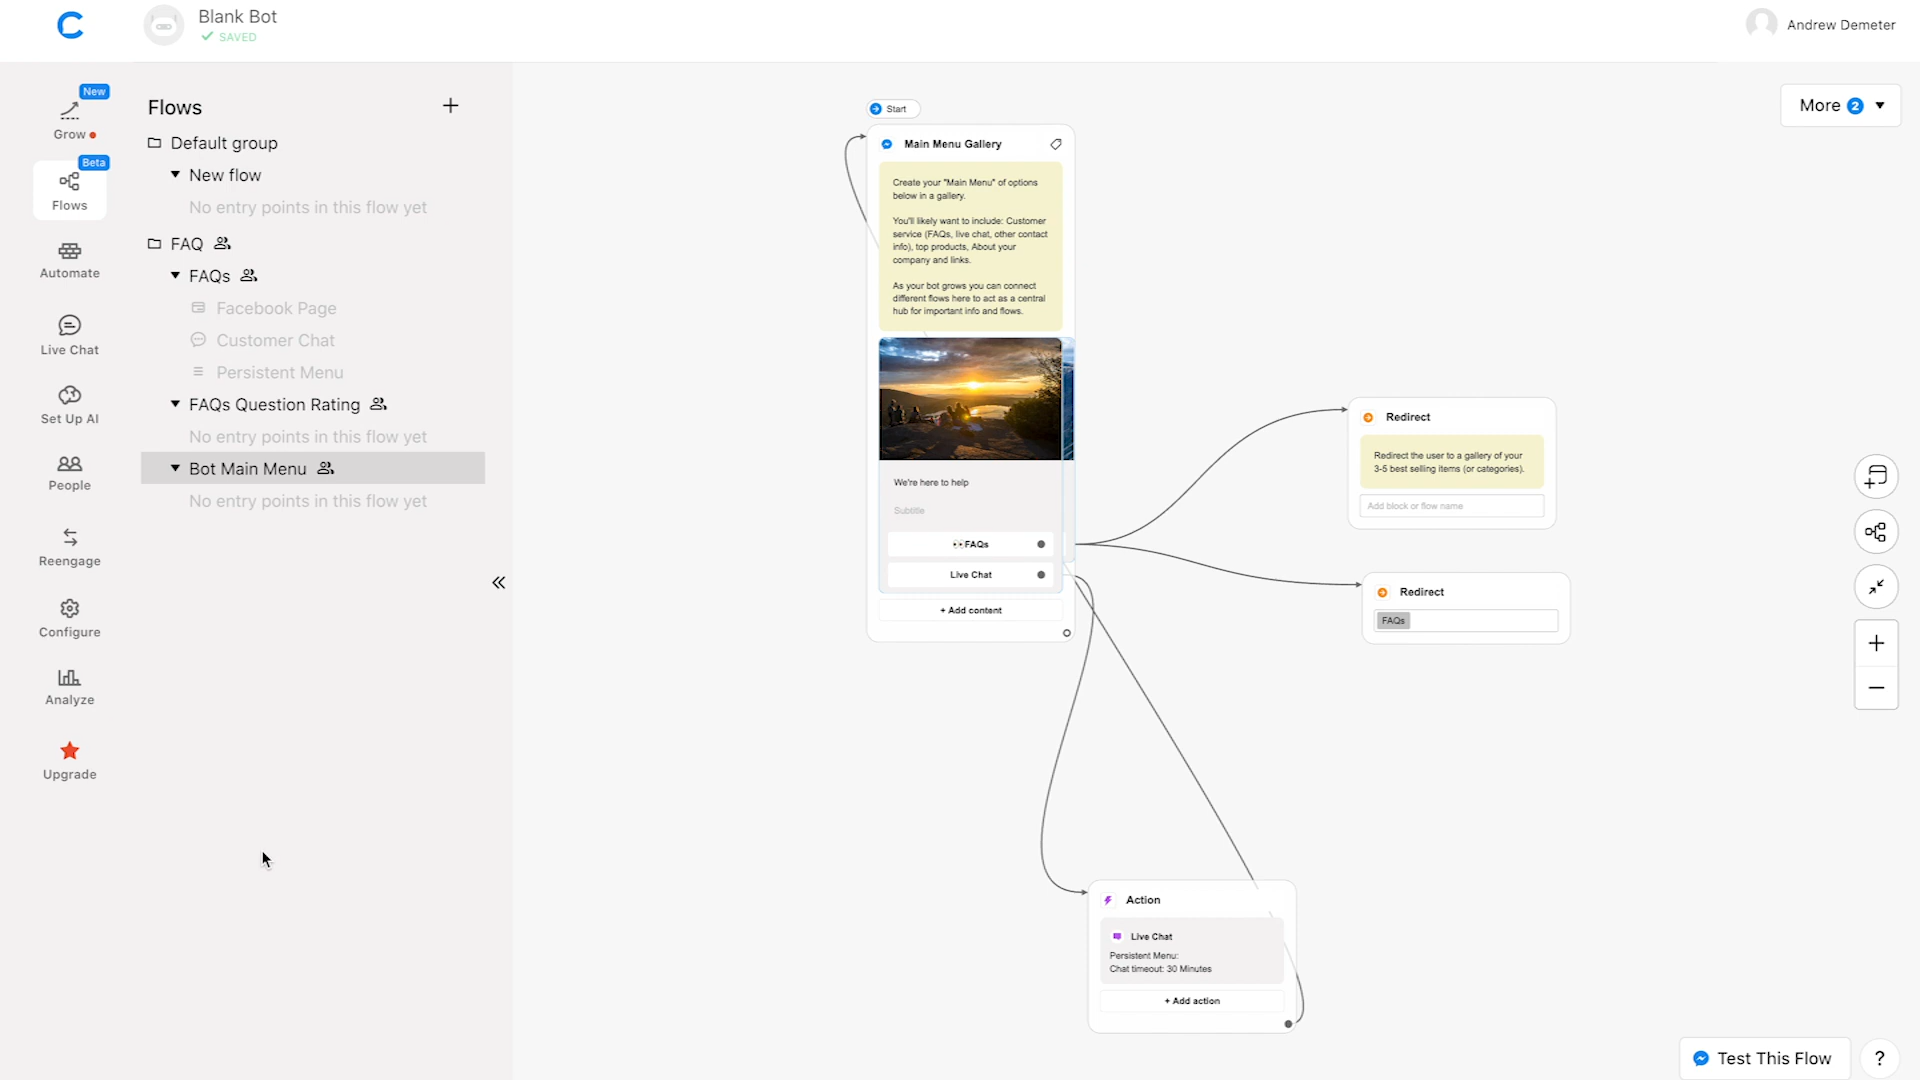 Blank Bot
SAVED
Andrew Demeter
New
Grow
Beta
Flows
Automate
Live Chat
Set Up AI
People
Reengage
Configure
Analyze
Upgrade
Flows
Default group
New flow
No entry points in this flow yet
FAQ
FAQs
Facebook Page
Customer Chat
Persistent Menu
FAQs Question Rating
No entry points in this flow yet
Bot Main Menu
No entry points in this flow yet
Start
Main Menu Gallery
Create your "Main Menu" of options
below in a gallery.
You'll likely want to include: Customer
service (FAQs, live chat, other contact
info), top products, About your
company and links.
As your bot grows you can connect
different flows here to act as a central
hub for important info and flows.
We're here to help
Subtitle
👀FAQs
Live Chat
+ Add content
Redirect
Redirect the user to a gallery of your
3-5 best selling items (or categories).
Add block or flow name
Redirect
FAQs
Action
Live Chat
Persistent Menu:
Chat timeout: 30 Minutes
+ Add action
More 2
Test This Flow
?